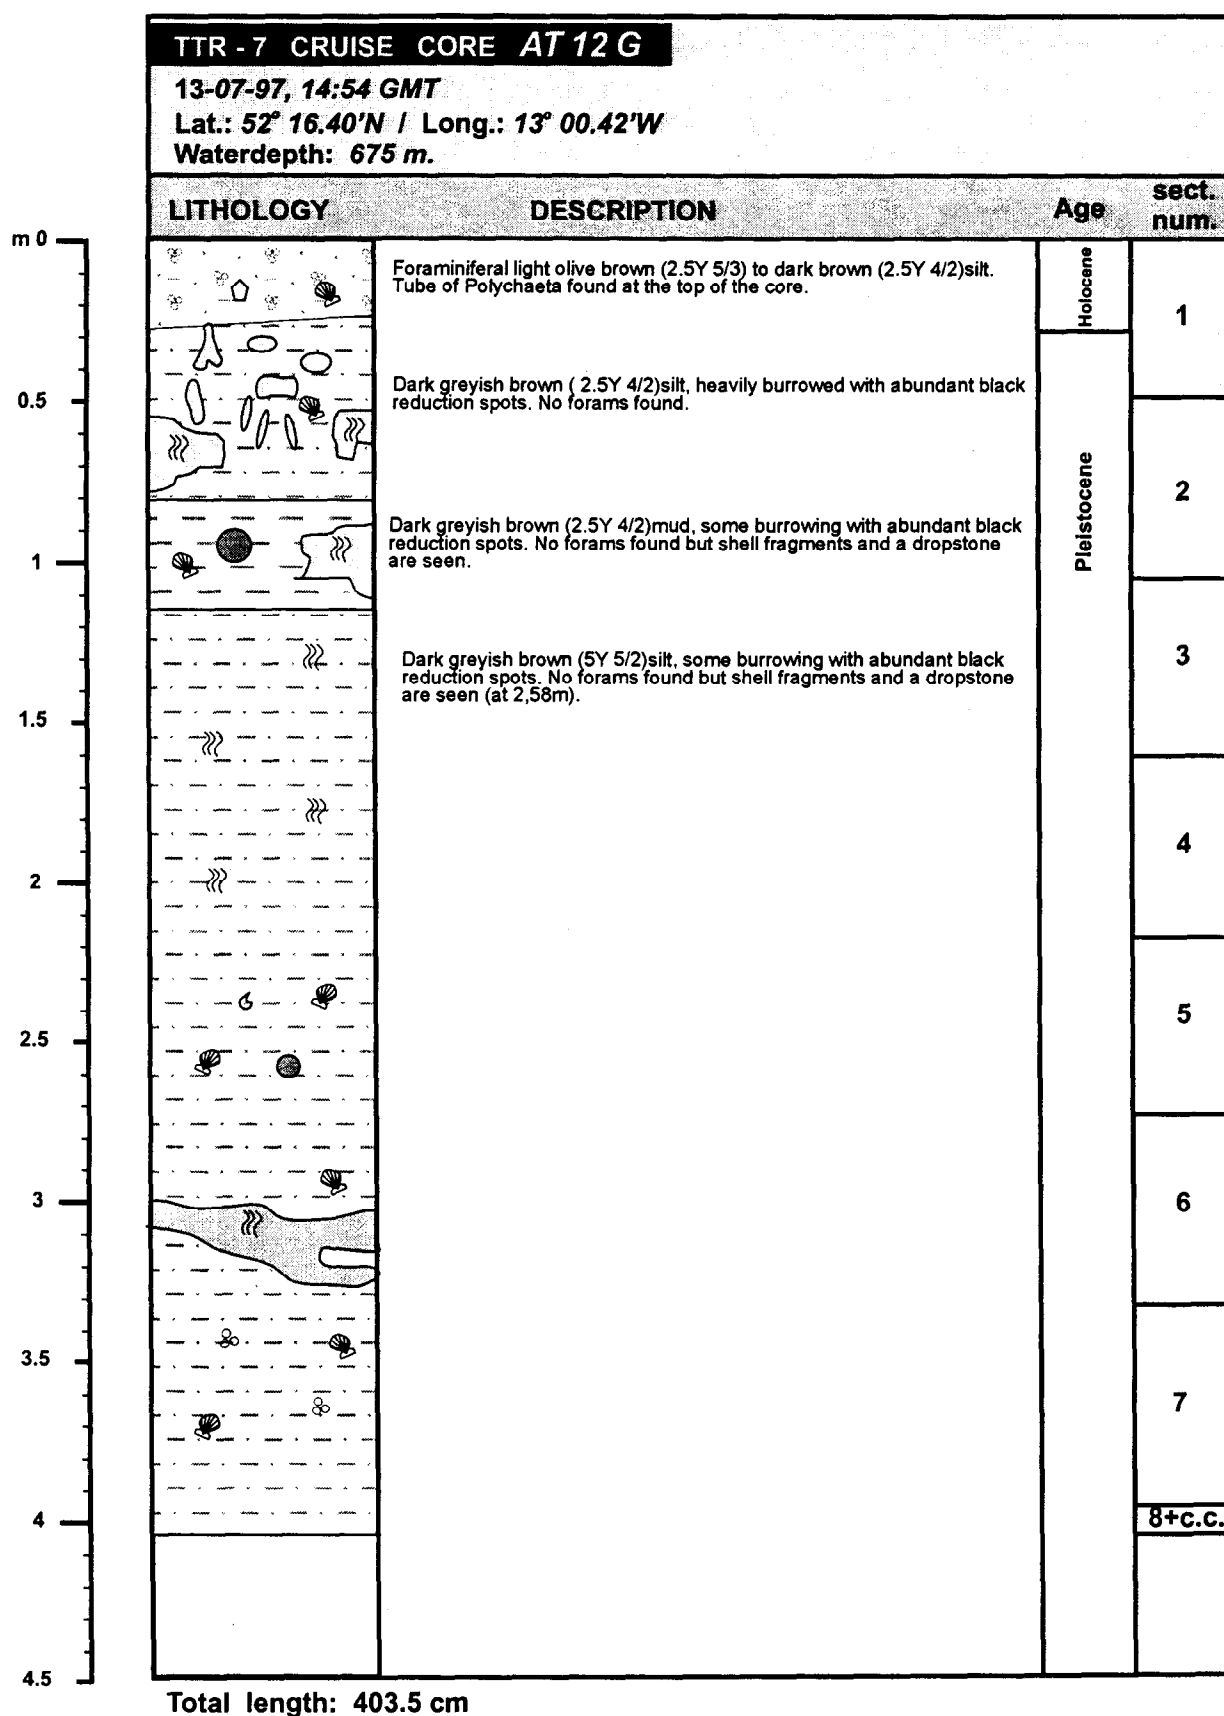 TTR - 7 CRUISE CORE AT 12 G
13-07-97, 14:54 GMT
Lat.: 52° 16.40'N / Long.: 13° 00.42'W
Waterdepth: 675 m.
LITHOLOGY DESCRIPTION Age sect. num.
m 0
Foraminiferal light olive brown (2.5Y 5/3) to dark brown (2.5Y 4/2)silt.
Tube of Polychaeta found at the top of the core.
Holocene
1
Dark greyish brown ( 2.5Y 4/2)silt, heavily burrowed with abundant black
reduction spots. No forams found.
0.5
Pleistocene
2
Dark greyish brown (2.5Y 4/2)mud, some burrowing with abundant black
reduction spots. No forams found but shell fragments and a dropstone
are seen.
1
3
Dark greyish brown (5Y 5/2)silt, some burrowing with abundant black
reduction spots. No forams found but shell fragments and a dropstone
are seen (at 2,58m).
1.5
4
2
5
2.5
3
6
3.5
7
4
8+c.c.
4.5
Total length: 403.5 cm